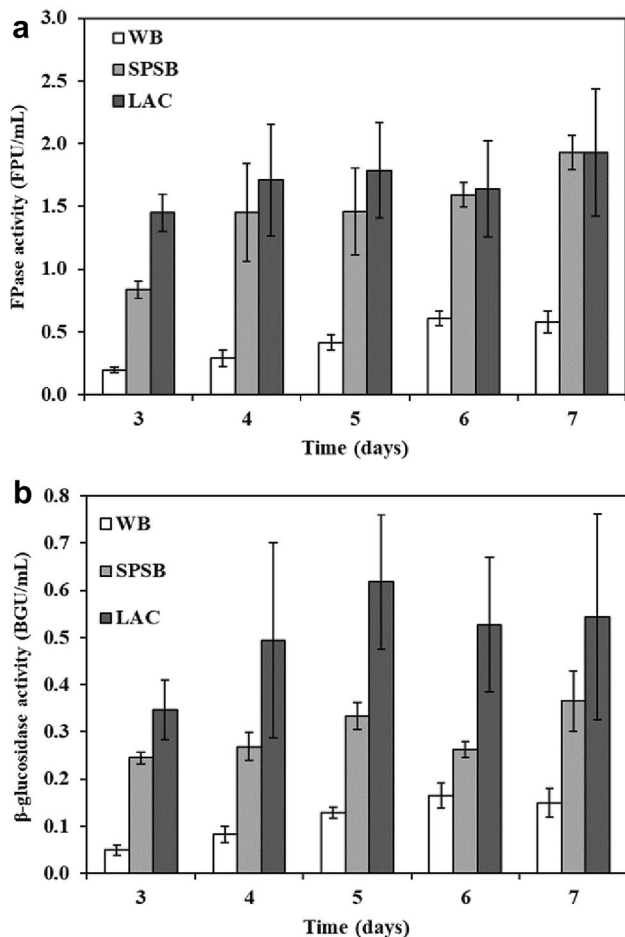 a
3.0
2.5
2.0
1.5
1.0
0.5
0.0
FPase activity (FPU/mL)
WB
SPSB
LAC
3 4 5 6 7
Time (days)
b
0.8
0.7
0.6
0.5
0.4
0.3
0.2
0.1
0.0
β-glucosidase activity (BGU/mL)
WB
SPSB
LAC
3 4 5 6 7
Time (days)